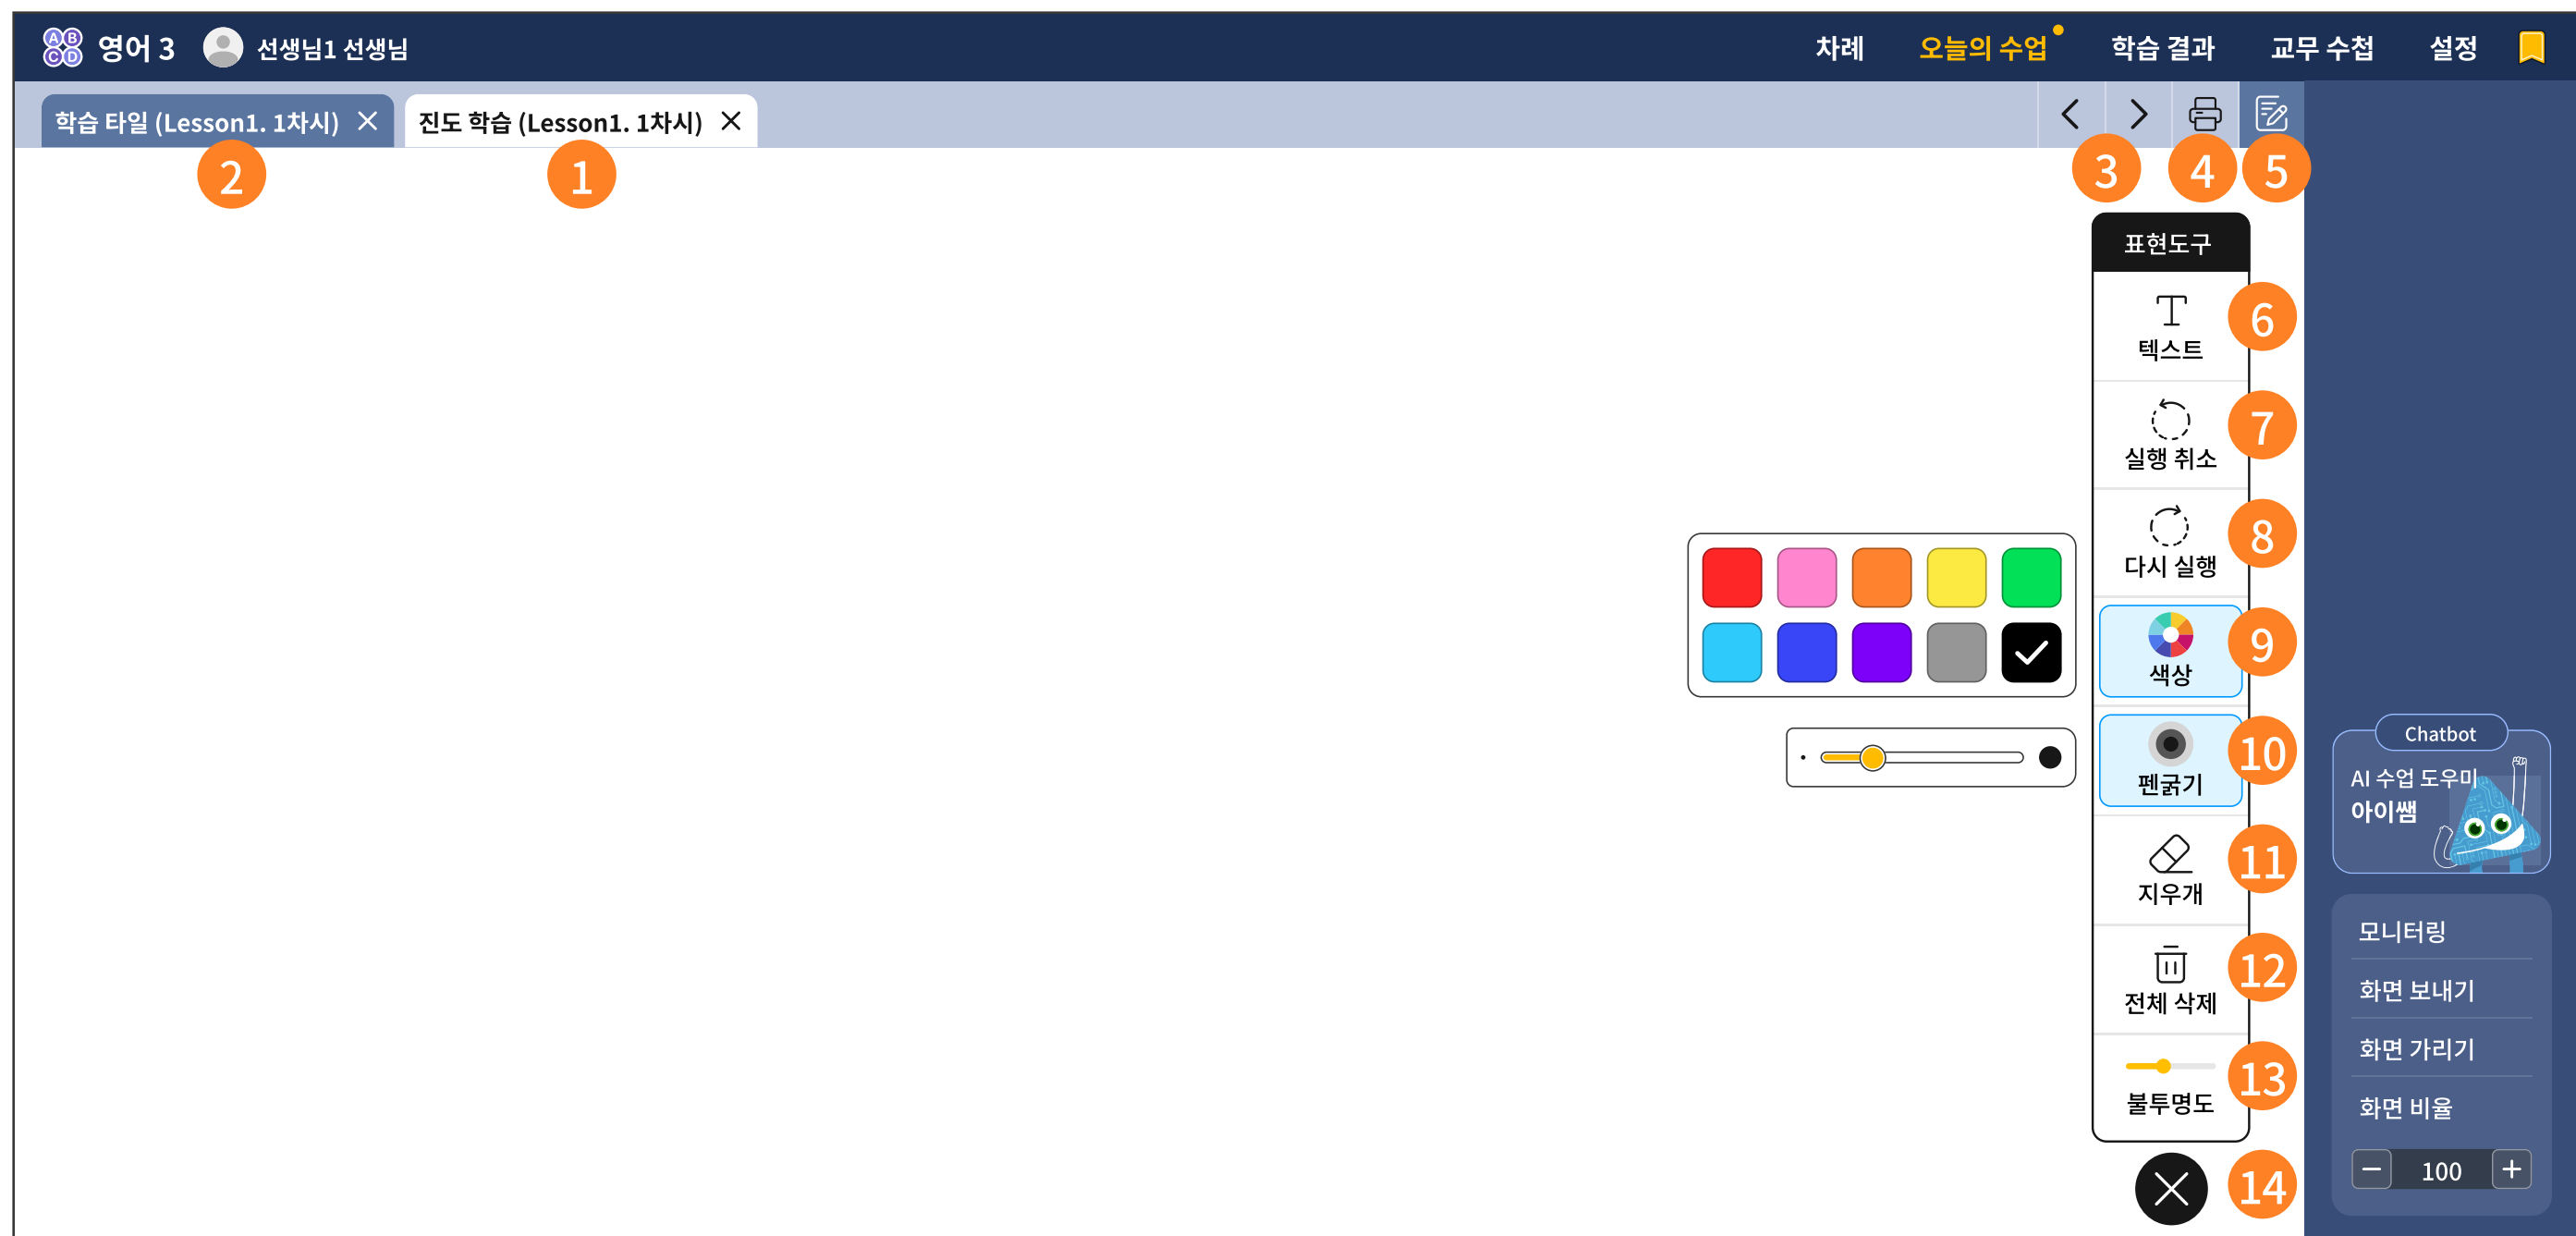 A B C D 영어 3 선생님1 선생님 차례 오늘의 수업 학습 결과 교무 수첩 설정
학습 타일 (Lesson1. 1차시) 진도 학습 (Lesson1. 1차시)
2 1 3 4 5
표현도구
텍스트 6
실행 취소 7
다시 실행 8
색상 9
펜굵기 10
지우개 11
전체 삭제 12
불투명도 13
14
Chatbot
AI 수업 도우미
아이쌤
모니터링
화면 보내기
화면 가리기
화면 비율
− 100 +